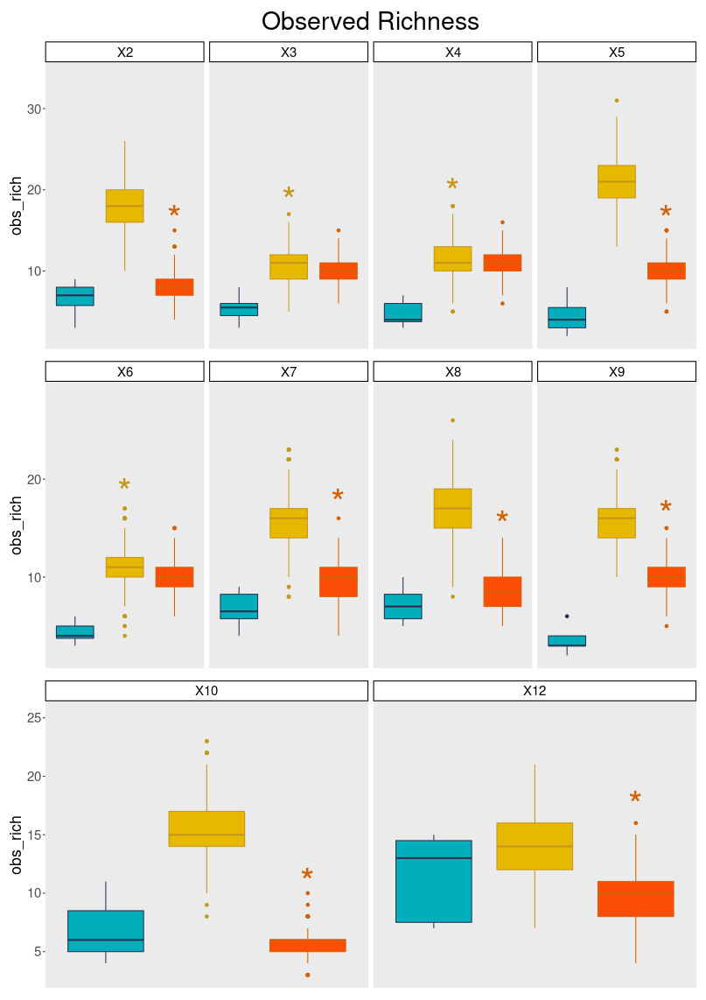 Observed Richness
X2 X3 X4 X5
obs_rich
30
20
10
X6 X7 X8 X9
obs_rich
20
10
X10 X12
obs_rich
25
20
15
10
5